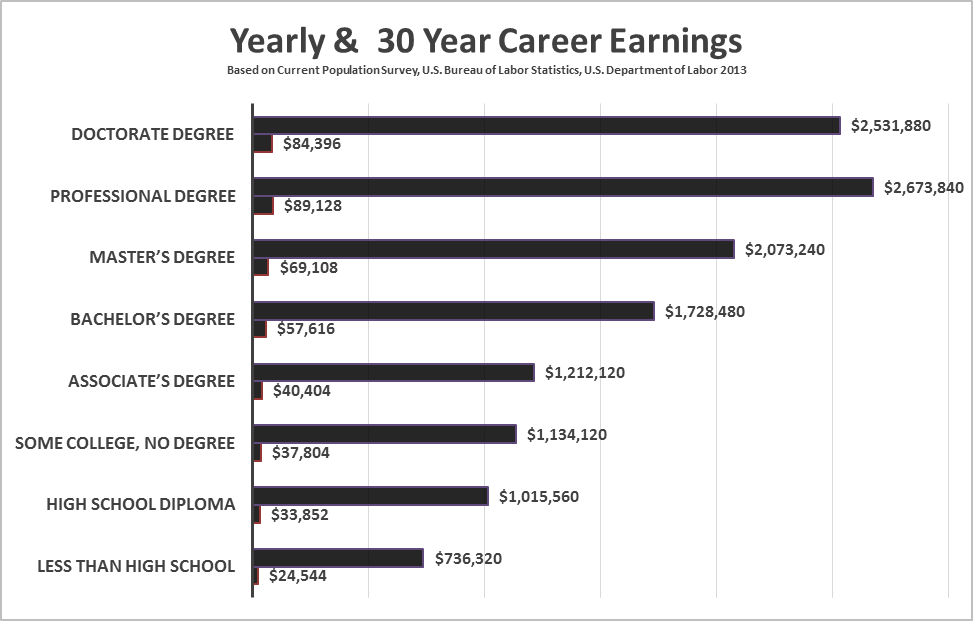 Yearly & 30 Year Career Earnings
Based on Current Population Survey, U.S. Bureau of Labor Statistics, U.S. Department of Labor 2013
DOCTORATE DEGREE
$2,531,880
$84,396
PROFESSIONAL DEGREE
$2,673,840
$89,128
MASTER’S DEGREE
$2,073,240
$69,108
BACHELOR’S DEGREE
$1,728,480
$57,616
ASSOCIATE’S DEGREE
$1,212,120
$40,404
SOME COLLEGE, NO DEGREE
$1,134,120
$37,804
HIGH SCHOOL DIPLOMA
$1,015,560
$33,852
LESS THAN HIGH SCHOOL
$736,320
$24,544